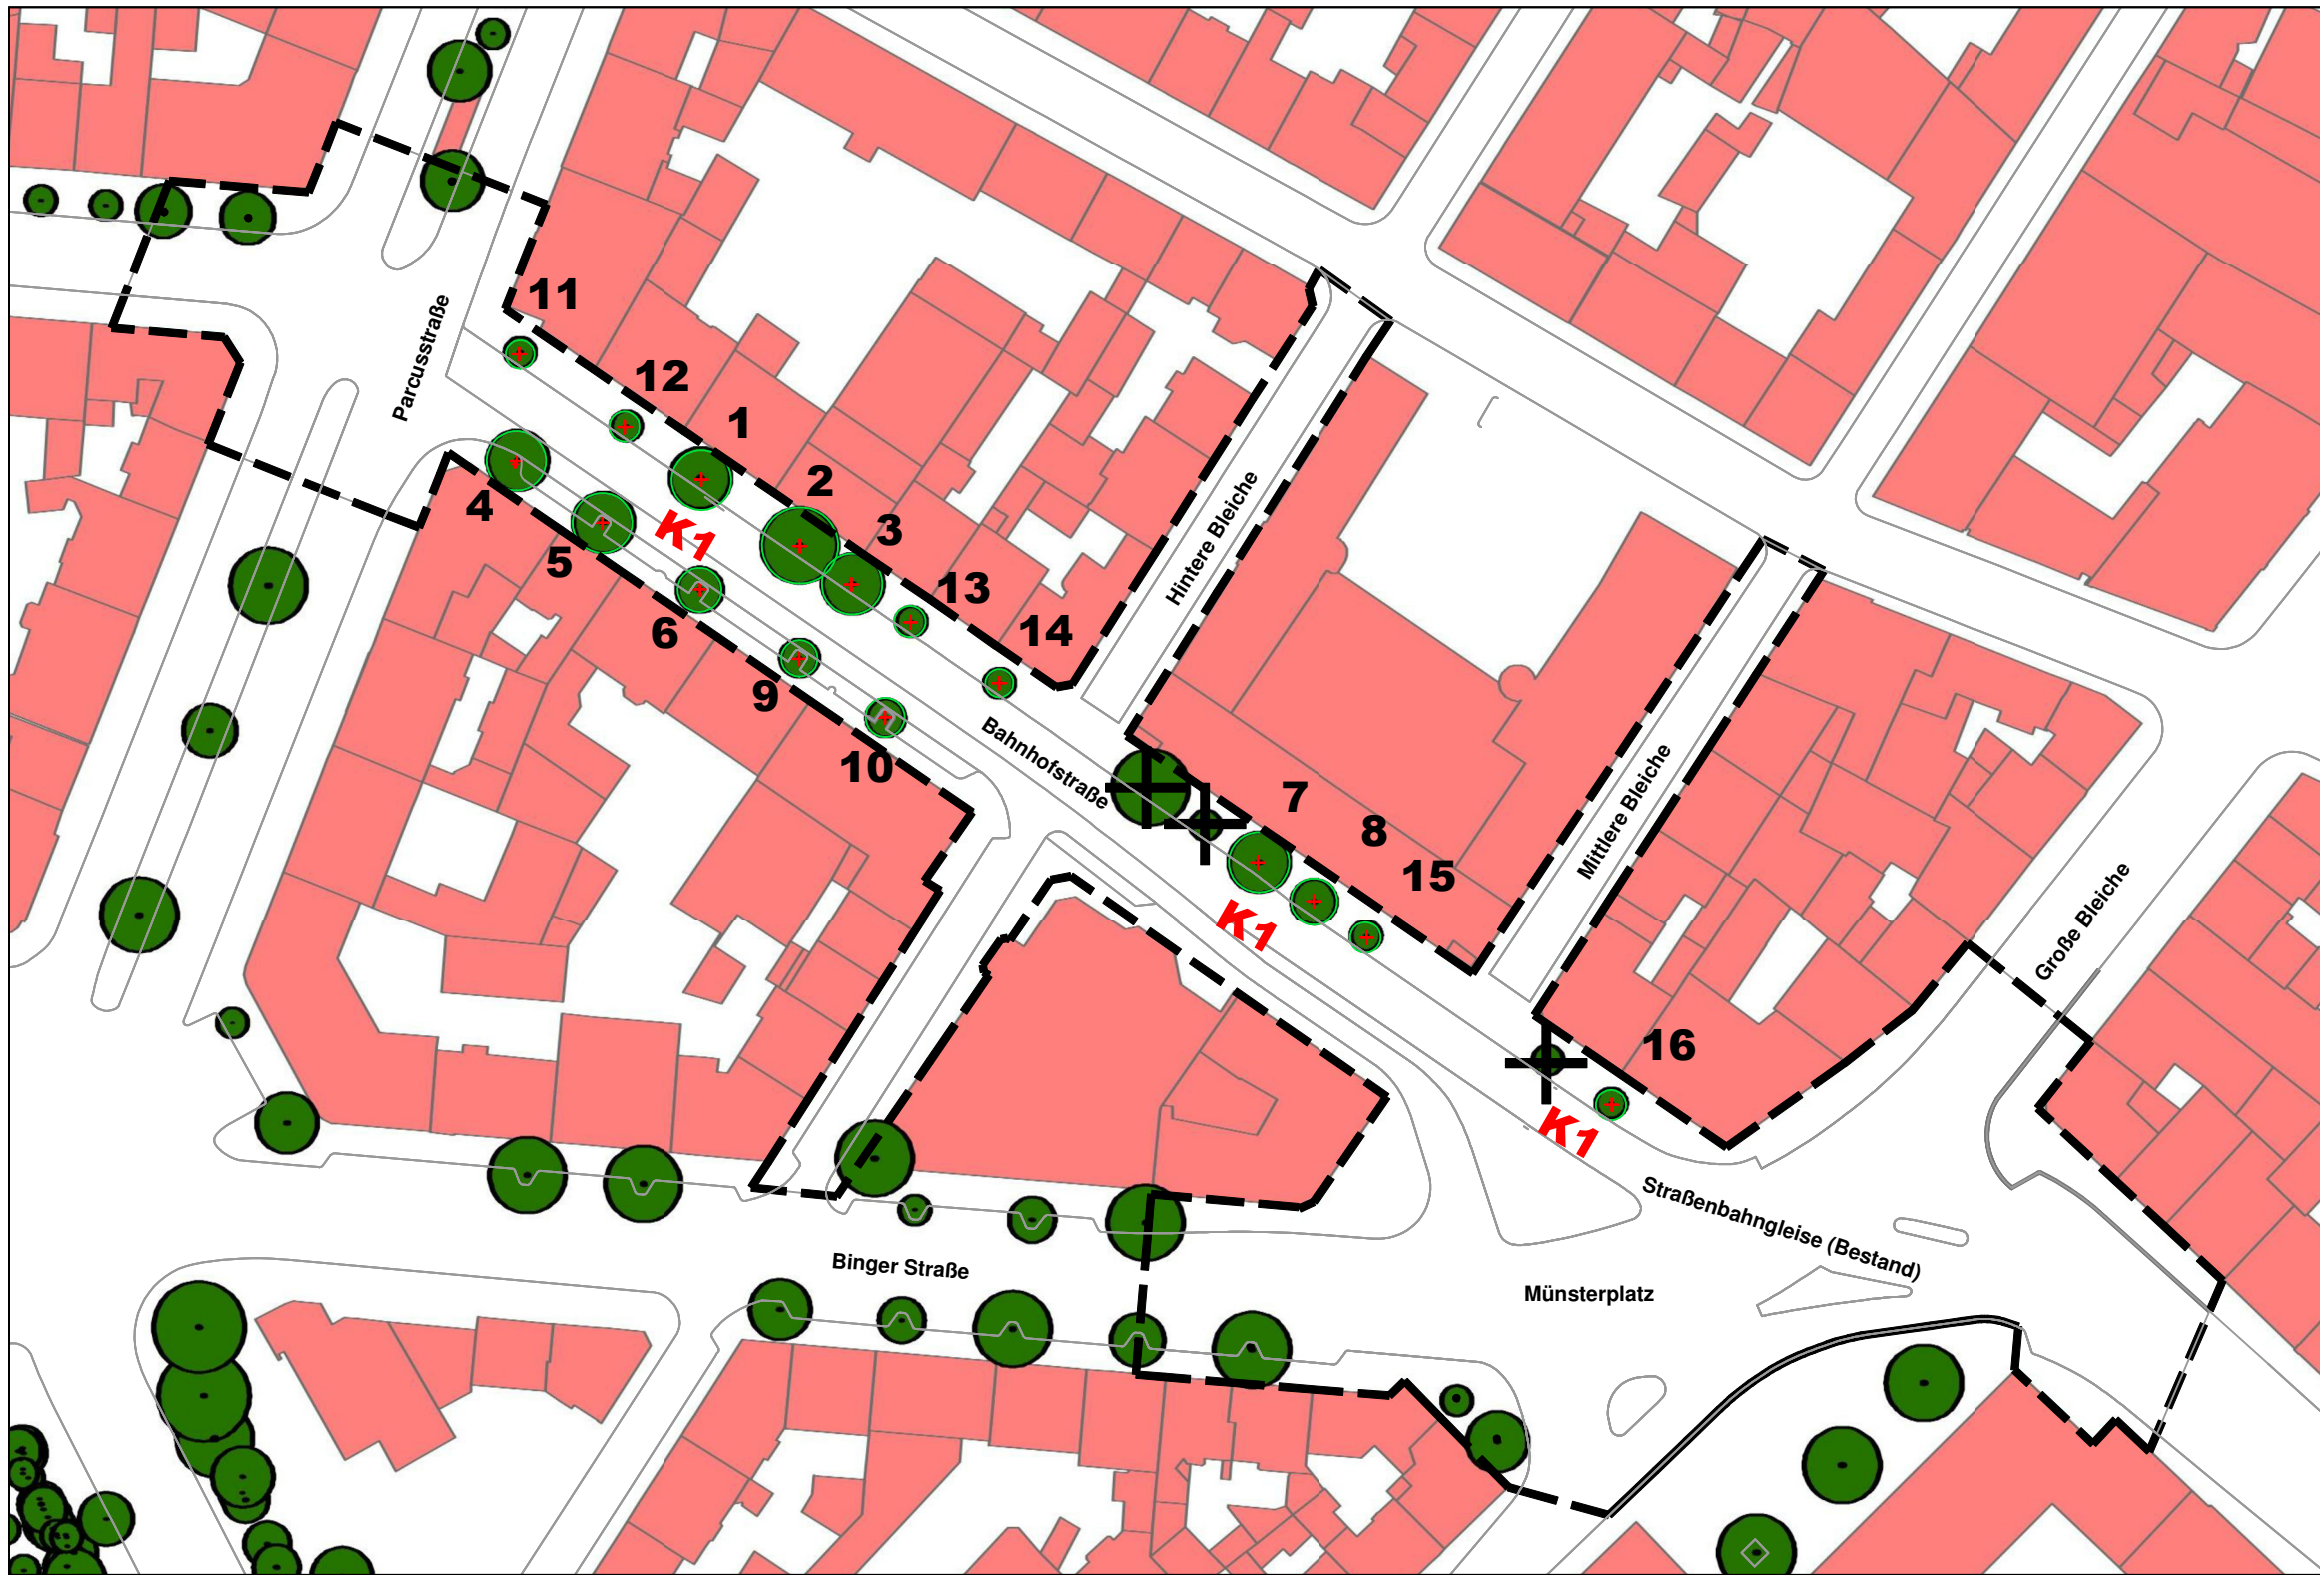 11
Parcusstraße
12
1
2
4
K1
3
5
Hintere Bleiche
13
6
14
9
Bahnhofstraße
10
7
Mittlere Bleiche
8
15
K1
Große Bleiche
16
K1
Straßenbahngleise (Bestand)
Binger Straße
Münsterplatz